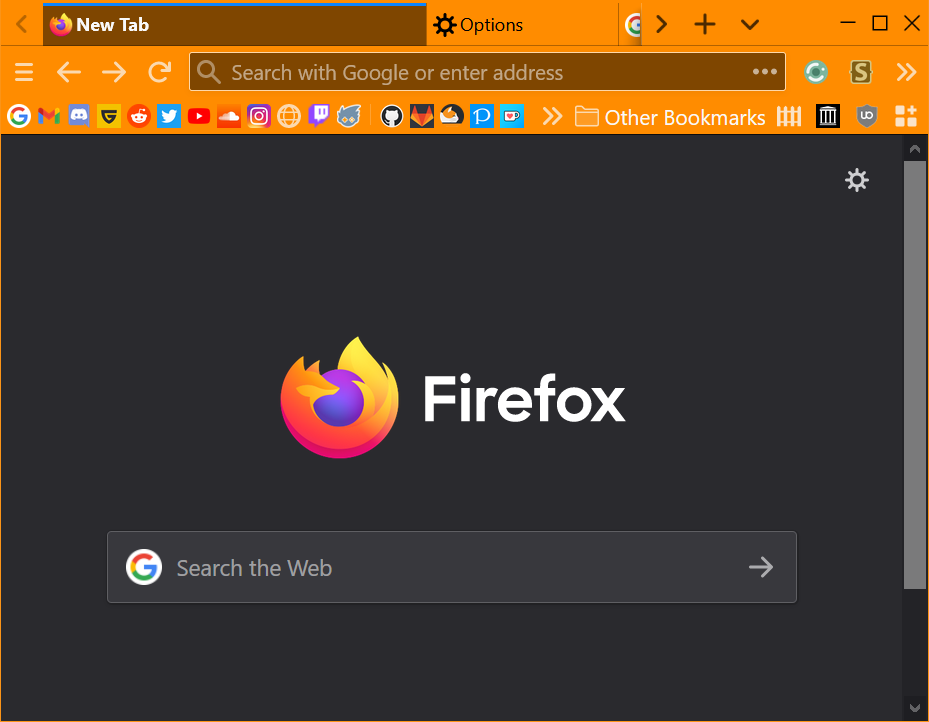 New Tab
Options
Search with Google or enter address
Other Bookmarks
Firefox
Search the Web